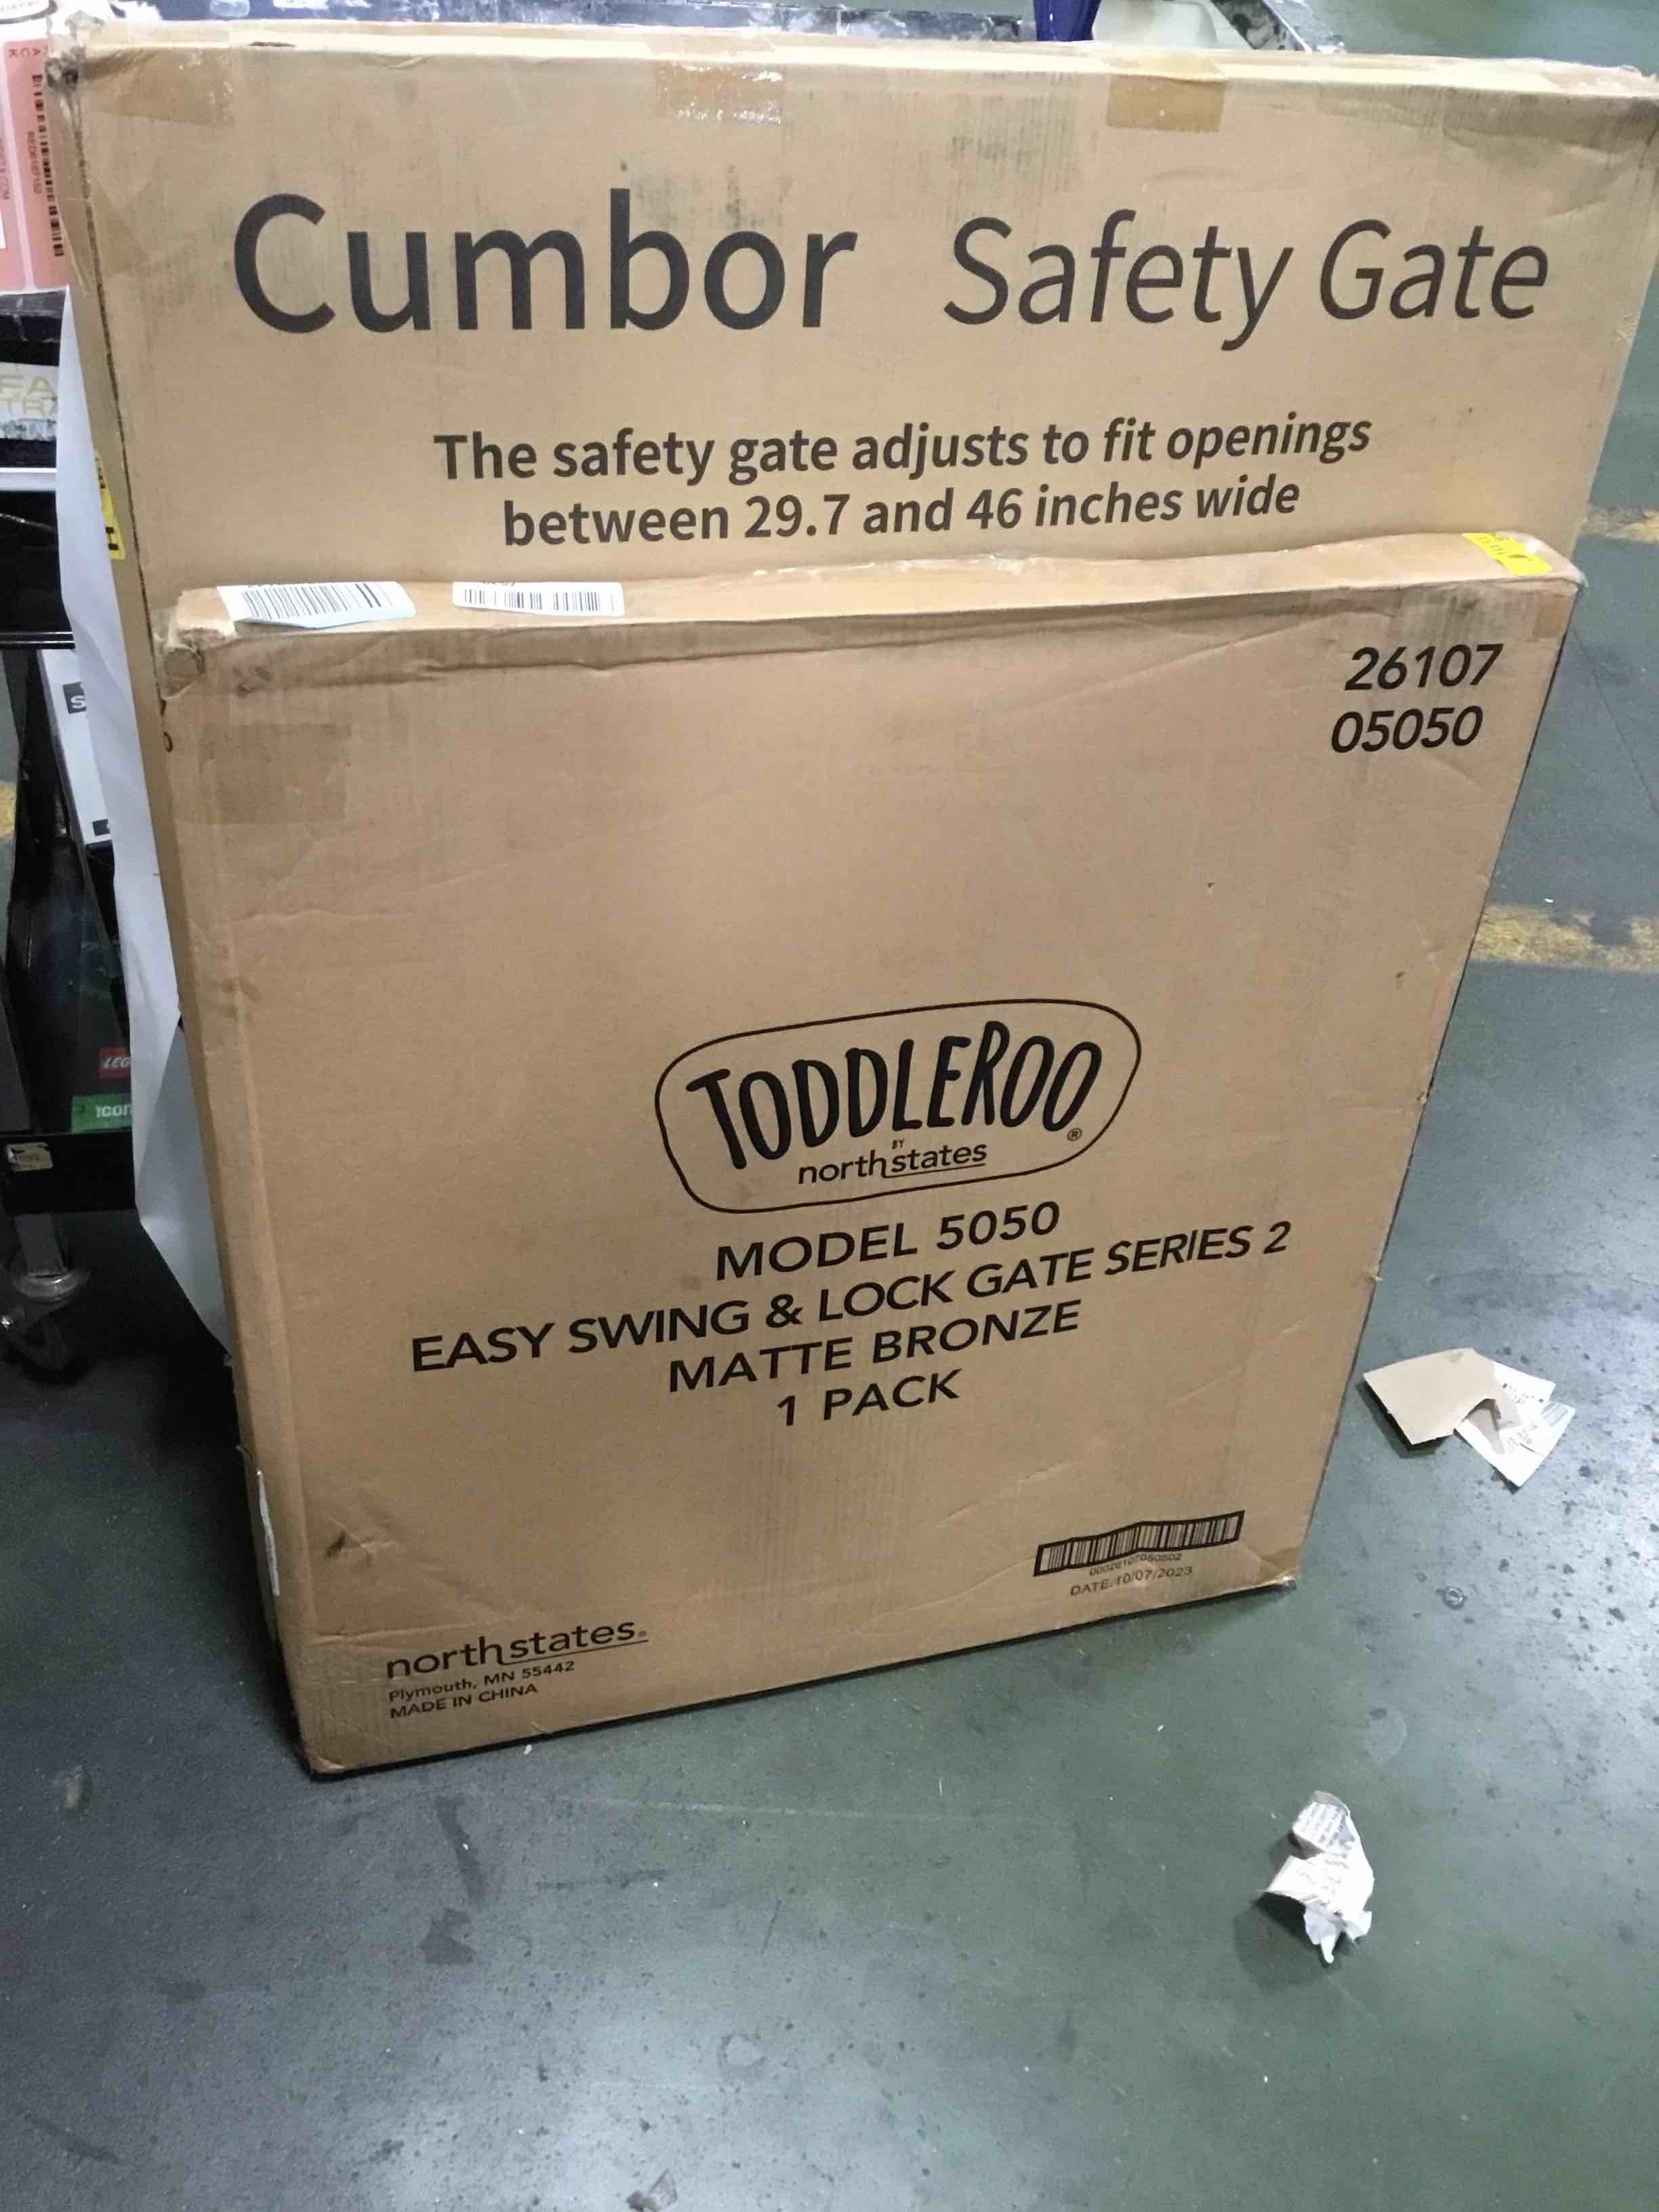 Cumbor Safety Gate
The safety gate adjusts to fit openings
between 29.7 and 46 inches wide
26107
05050
TODDLEROO®
BY
northstates
MODEL 5050
EASY SWING & LOCK GATE SERIES 2
MATTE BRONZE
1 PACK
DATE:10/07/2023
northstates®
Plymouth, MN 55442
MADE IN CHINA
LEG
icon